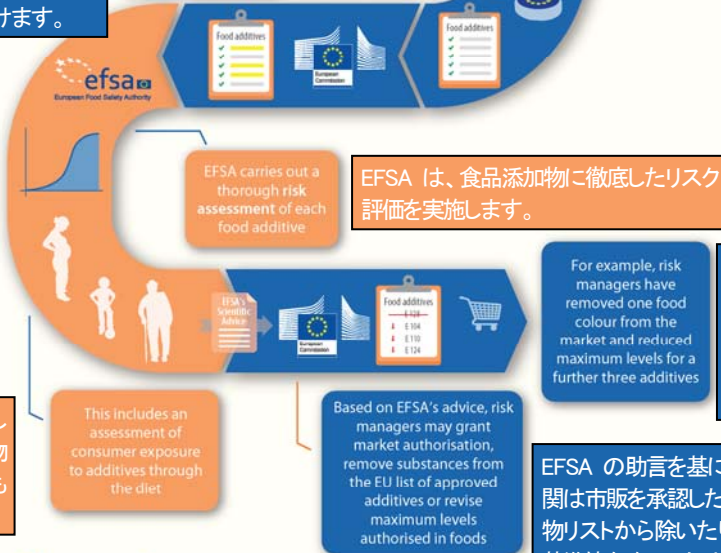 けます。
Food additives
European
Commission
Food additives
efsa
European Food Safety Authority
EFSA carries out a
thorough risk
assessment of each
food additive
EFSA は、食品添加物に徹底したリスク
評価を実施します。
EFSA's
Scientific
Advice
European
Commission
Food additives
E 128
E 104
E 110
E 124
For example, risk
managers have
removed one food
colour from the
market and reduced
maximum levels for a
further three additives
し
物
も
This includes an
assessment of
consumer exposure
to additives through
the diet
Based on EFSA's advice, risk
managers may grant
market authorisation,
remove substances from
the EU list of approved
additives or revise
maximum levels
authorised in foods
EFSA の助言を基に
関は市販を承認した
物リストから除いたり